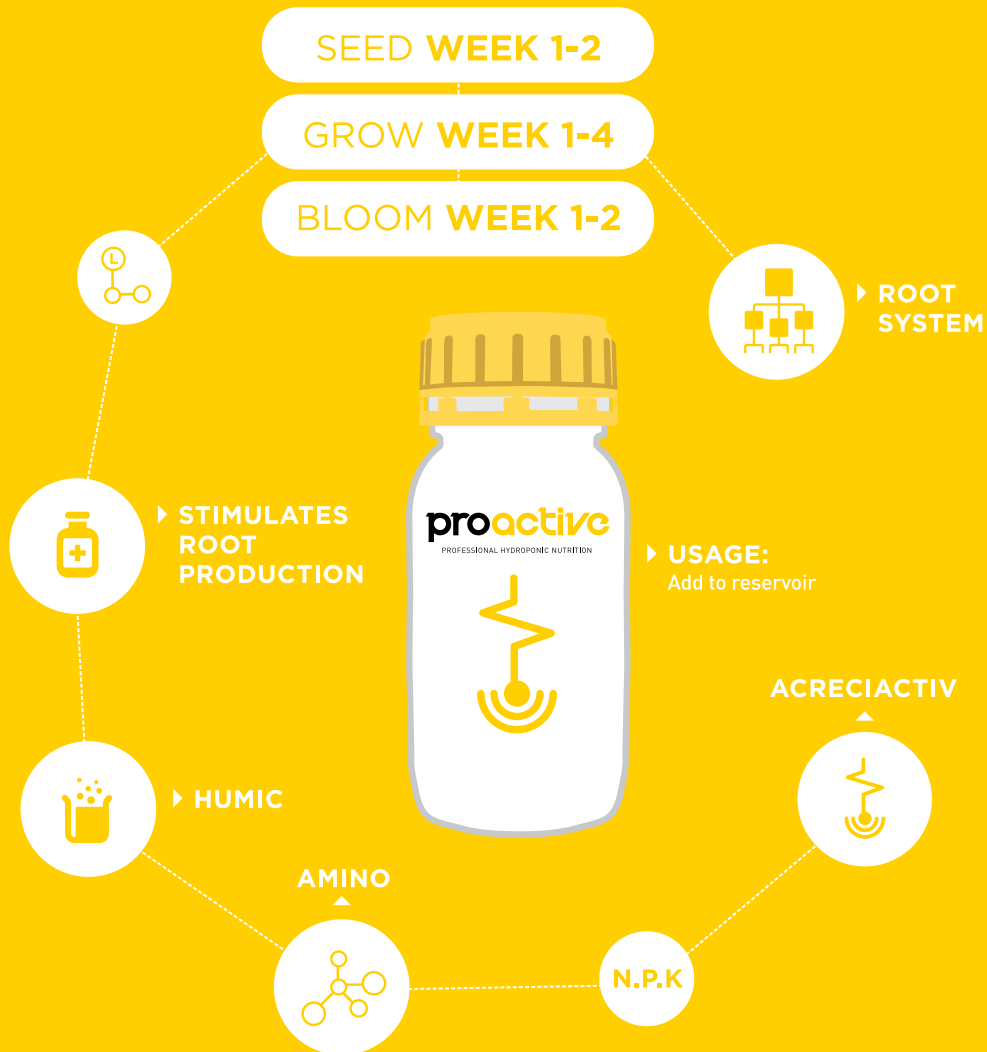 SEED WEEK 1-2
GROW WEEK 1-4
BLOOM WEEK 1-2
L
ROOT
SYSTEM
STIMULATES
ROOT
PRODUCTION
proactive
PROFESSIONAL HYDROPONIC NUTRITION
USAGE:
Add to reservoir
ACRECIACTIV
HUMIC
AMINO
N.P.K